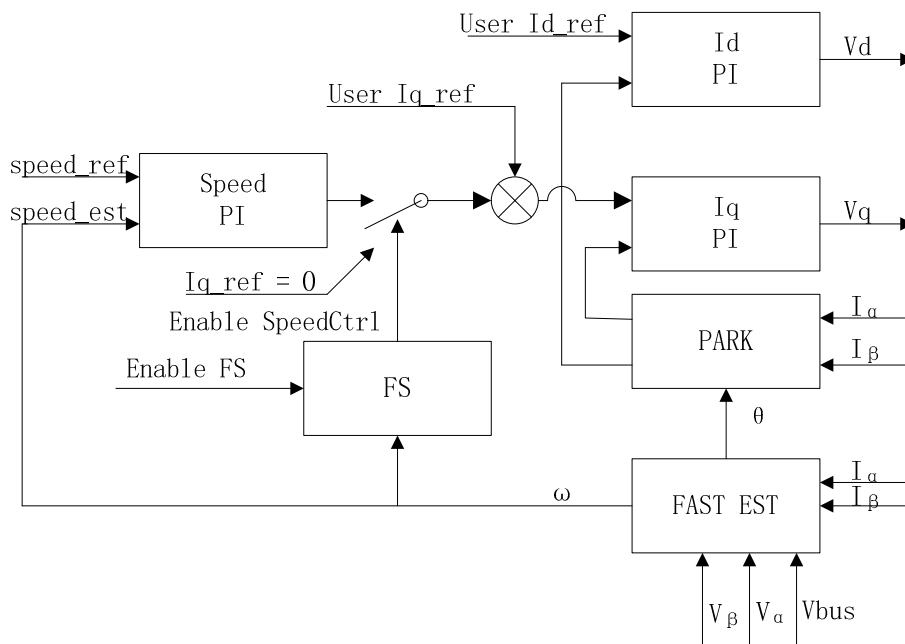 User Id_ref
Id
PI
Vd
User Iq_ref
speed_ref
Speed
PI
speed_est
Iq
PI
Vq
Iq_ref = 0
Enable SpeedCtrl
Iα
PARK
Iβ
Enable FS
FS
θ
Iα
ω
FAST EST
Iβ
Vβ
Vα
Vbus